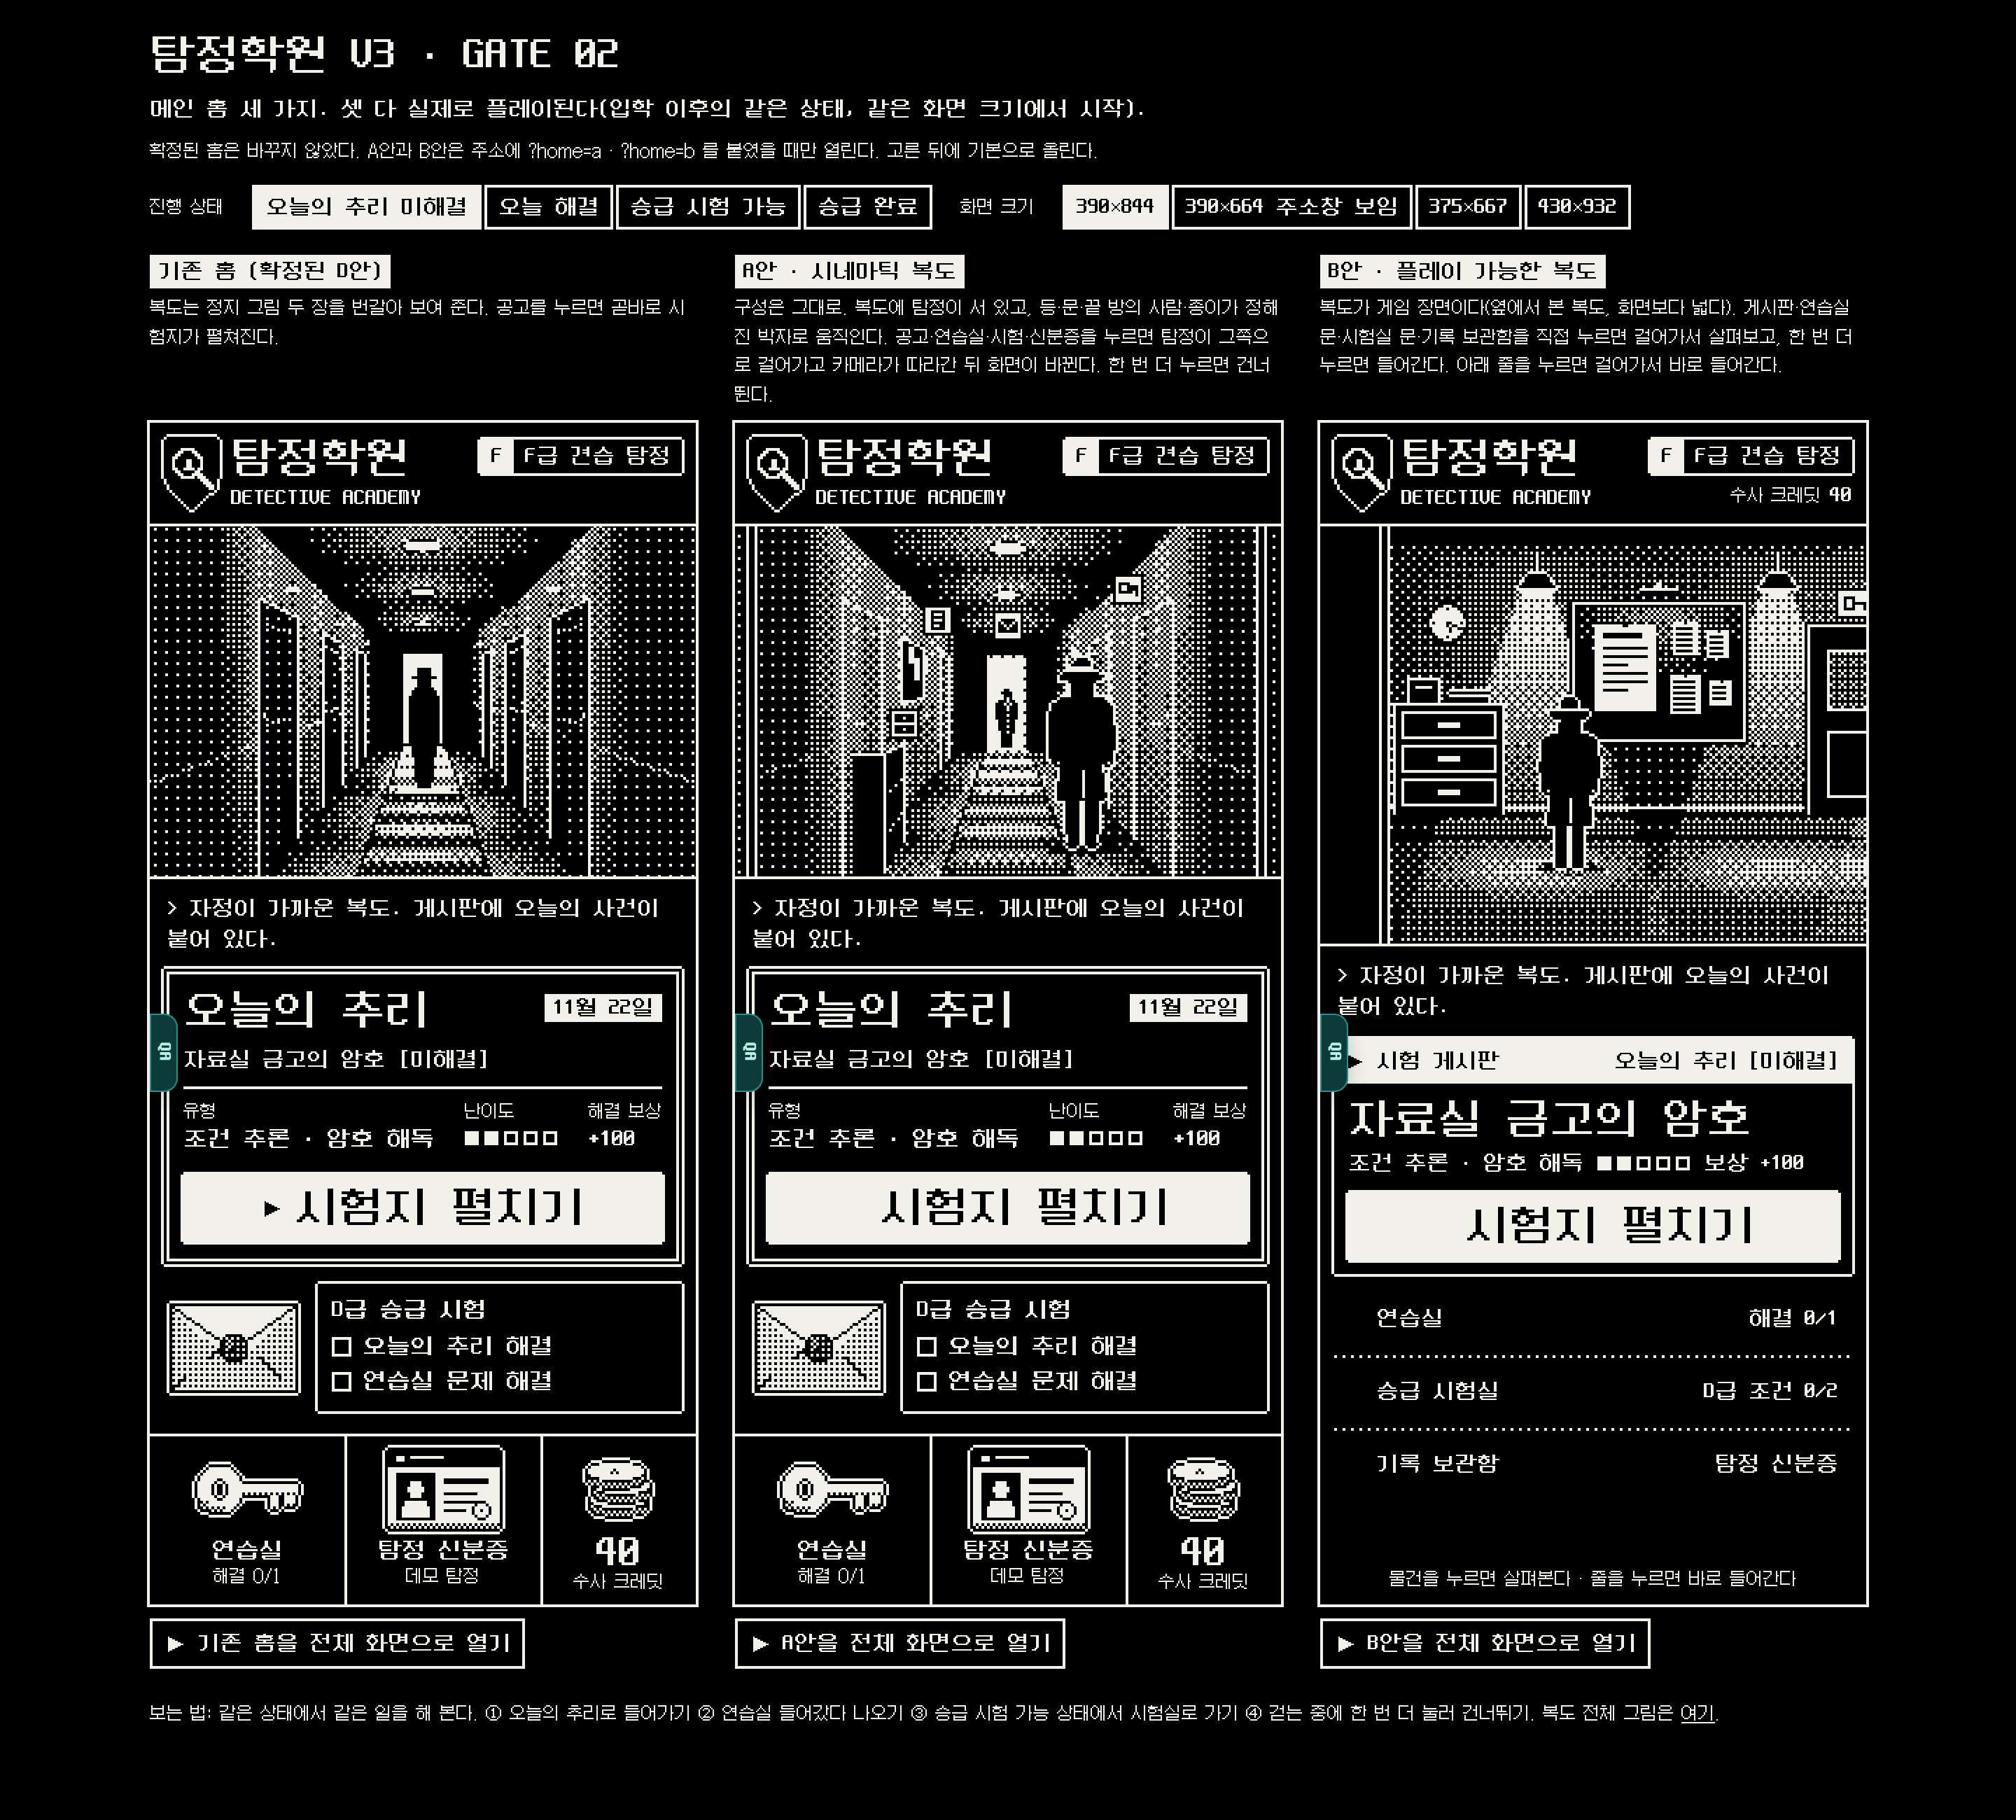 탐정학원 V3 · GATE 02
메인 홈 세 가지. 셋 다 실제로 플레이된다(입학 이후의 같은 상태, 같은 화면 크기에서 시작).
확정된 홈은 바꾸지 않았다. A안과 B안은 주소에 ?home=a · ?home=b 를 붙였을 때만 열린다. 고른 뒤에 기본으로 올린다.
진행 상태 오늘의 추리 미해결 오늘 해결 승급 시험 가능 승급 완료 화면 크기 390×844 390×664 주소창 보임 375×667 430×932
기존 홈 (확정된 D안)
복도는 정지 그림 두 장을 번갈아 보여 준다. 공고를 누르면 곧바로 시
험지가 펼쳐진다.
탐정학원
DETECTIVE ACADEMY
F F급 견습 탐정
> 자정이 가까운 복도. 게시판에 오늘의 사건이
붙어 있다.
오늘의 추리 11월 22일
QA
자료실 금고의 암호 [미해결]
유형 난이도 해결 보상
조건 추론 · 암호 해독 ■■□□□ +100
▶ 시험지 펼치기
D급 승급 시험
□ 오늘의 추리 해결
□ 연습실 문제 해결
연습실
해결 0/1
탐정 신분증
데모 탐정
40
수사 크레딧
▶ 기존 홈을 전체 화면으로 열기
A안 · 시네마틱 복도
구성은 그대로. 복도에 탐정이 서 있고, 등·문·끝 방의 사람·종이가 정해
진 박자로 움직인다. 공고·연습실·시험·신분증을 누르면 탐정이 그쪽으
로 걸어가고 카메라가 따라간 뒤 화면이 바뀐다. 한 번 더 누르면 건너
뛴다.
탐정학원
DETECTIVE ACADEMY
F F급 견습 탐정
> 자정이 가까운 복도. 게시판에 오늘의 사건이
붙어 있다.
오늘의 추리 11월 22일
QA
자료실 금고의 암호 [미해결]
유형 난이도 해결 보상
조건 추론 · 암호 해독 ■■□□□ +100
시험지 펼치기
D급 승급 시험
□ 오늘의 추리 해결
□ 연습실 문제 해결
연습실
해결 0/1
탐정 신분증
데모 탐정
40
수사 크레딧
▶ A안을 전체 화면으로 열기
B안 · 플레이 가능한 복도
복도가 게임 장면이다(옆에서 본 복도, 화면보다 넓다). 게시판·연습실
문·시험실 문·기록 보관함을 직접 누르면 걸어가서 살펴보고, 한 번 더
누르면 들어간다. 아래 줄을 누르면 걸어가서 바로 들어간다.
탐정학원
DETECTIVE ACADEMY
F F급 견습 탐정
수사 크레딧 40
> 자정이 가까운 복도. 게시판에 오늘의 사건이
붙어 있다.
QA
▶ 시험 게시판 오늘의 추리 [미해결]
자료실 금고의 암호
조건 추론 · 암호 해독 ■■□□□ 보상 +100
시험지 펼치기
연습실 해결 0/1
승급 시험실 D급 조건 0/2
기록 보관함 탐정 신분증
물건을 누르면 살펴본다 · 줄을 누르면 바로 들어간다
▶ B안을 전체 화면으로 열기
보는 법: 같은 상태에서 같은 일을 해 본다. ① 오늘의 추리로 들어가기 ② 연습실 들어갔다 나오기 ③ 승급 시험 가능 상태에서 시험실로 가기 ④ 걷는 중에 한 번 더 눌러 건너뛰기. 복도 전체 그림은 여기.